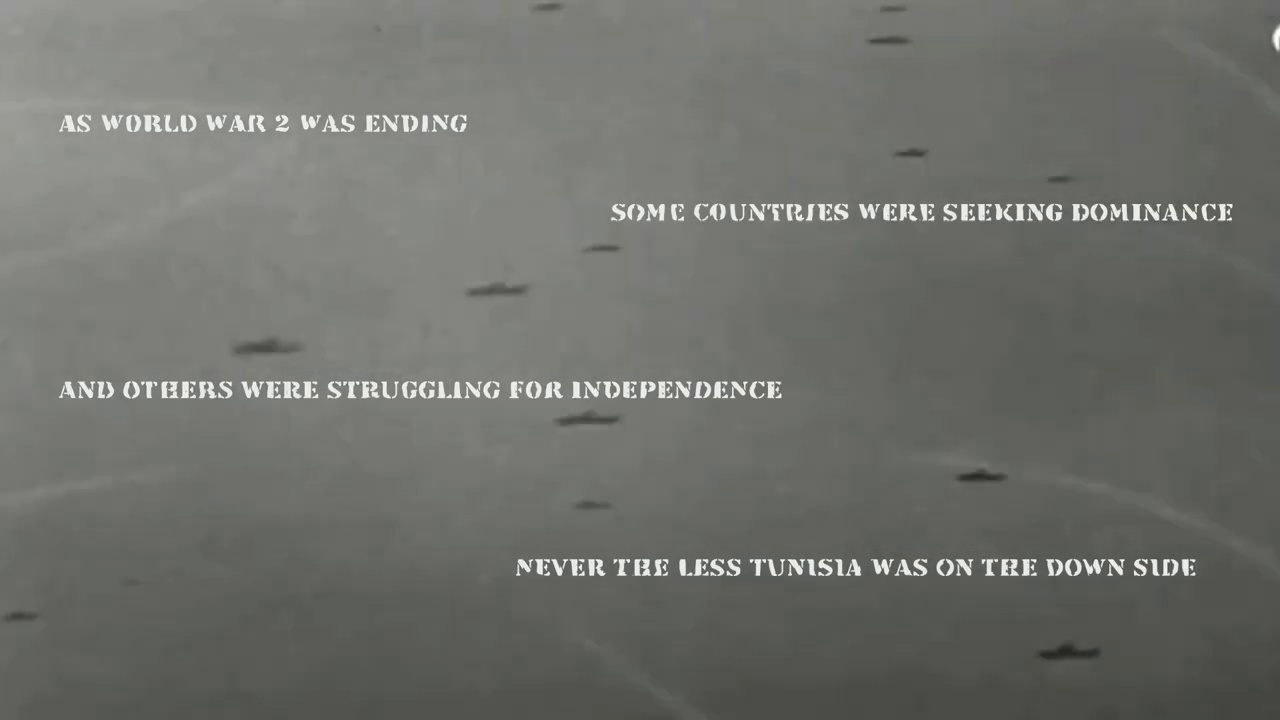 AS WORLD WAR 2 WAS ENDING
SOME COUNTRIES WERE SEEKING DOMINANCE
AND OTHERS WERE STRUGGLING FOR INDEPENDENCE
NEVER THE LESS TUNISIA WAS ON THE DOWN SIDE